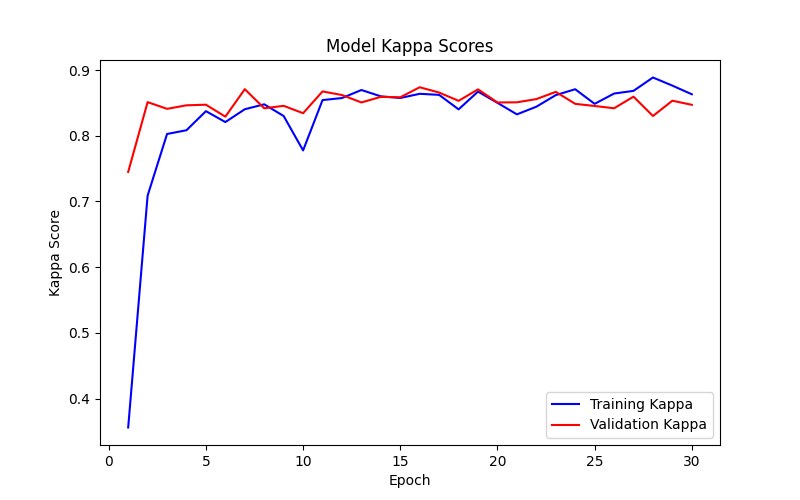 Model Kappa Scores
Kappa Score
0.9
0.8
0.7
0.6
0.5
0.4
0 5 10 15 20 25 30
Epoch
Training Kappa
Validation Kappa